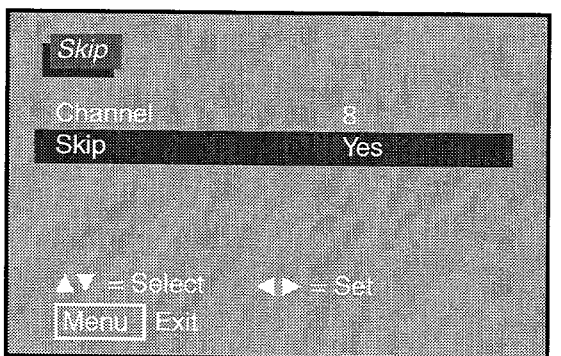 Skip
Channel 8
Skip Yes
▲▼ = Select ◀▶ = Set
Menu Exit